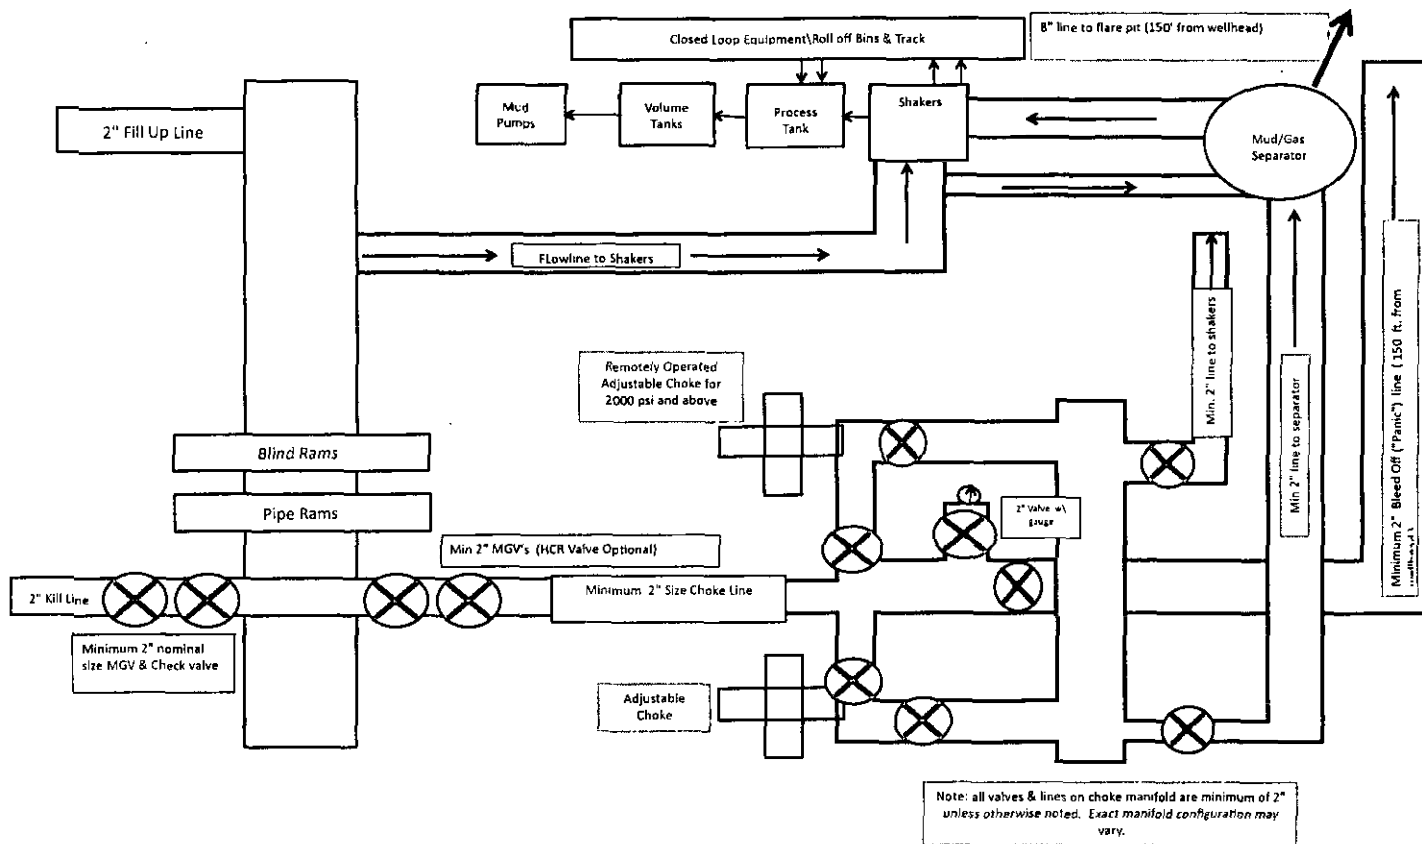 Closed Loop Equipment\Roll off Bins & Track
8" line to flare pit (150' from wellhead)
2" Fill Up Line
Mud
Pumps
Volume
Tanks
Process
Tank
Shakers
Mud/Gas
Separator
FLowline to Shakers
Remotely Operated
Adjustable Choke for
2000 psi and above
Min. 2" line to shakers
Min 2" line to separator
Minimum 2" Bleed Off ("Panic") line (150 ft. from
wellhead)
Blind Rams
Pipe Rams
2" Valve w\
gauge
Min 2" MGV's (HCR Valve Optional)
2" Kill Line
Minimum 2" Size Choke Line
Minimum 2" nominal
size MGV & Check valve
Adjustable
Choke
Note: all valves & lines on choke manifold are minimum of 2"
unless otherwise noted. Exact manifold configuration may
vary.